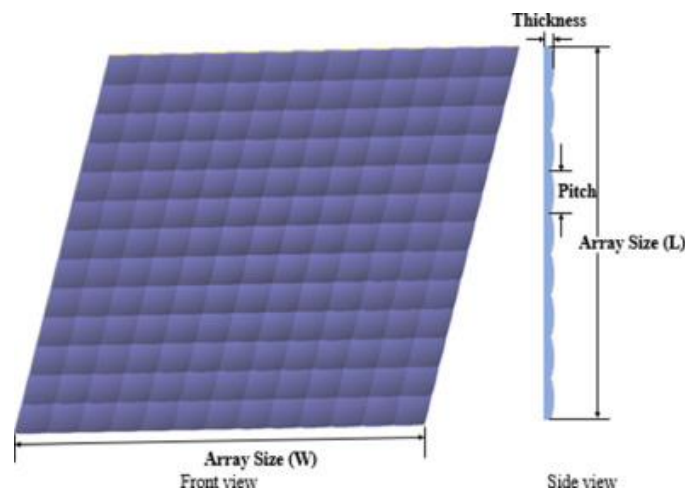 Thickness
Pitch
Array Size (L)
Array Size (W)
Front view
Side view